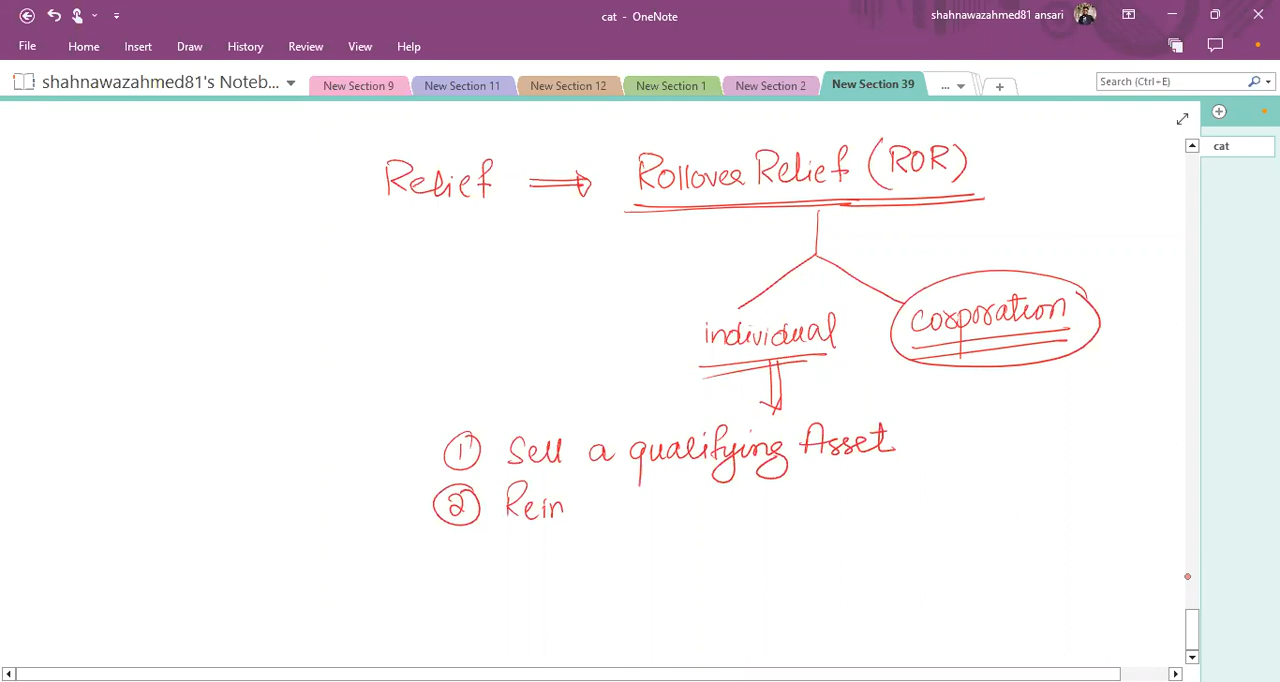 cat - OneNote
shahnawazahmed81 ansari
File Home Insert Draw History Review View Help
shahnawazahmed81's Noteb...
New Section 9
New Section 11
New Section 12
New Section 1
New Section 2
New Section 39
...
Search (Ctrl+E)
cat
Relief ⇒ Rollover Relief (ROR)
individual
corporation
① Sell a qualifying Asset
② Rein